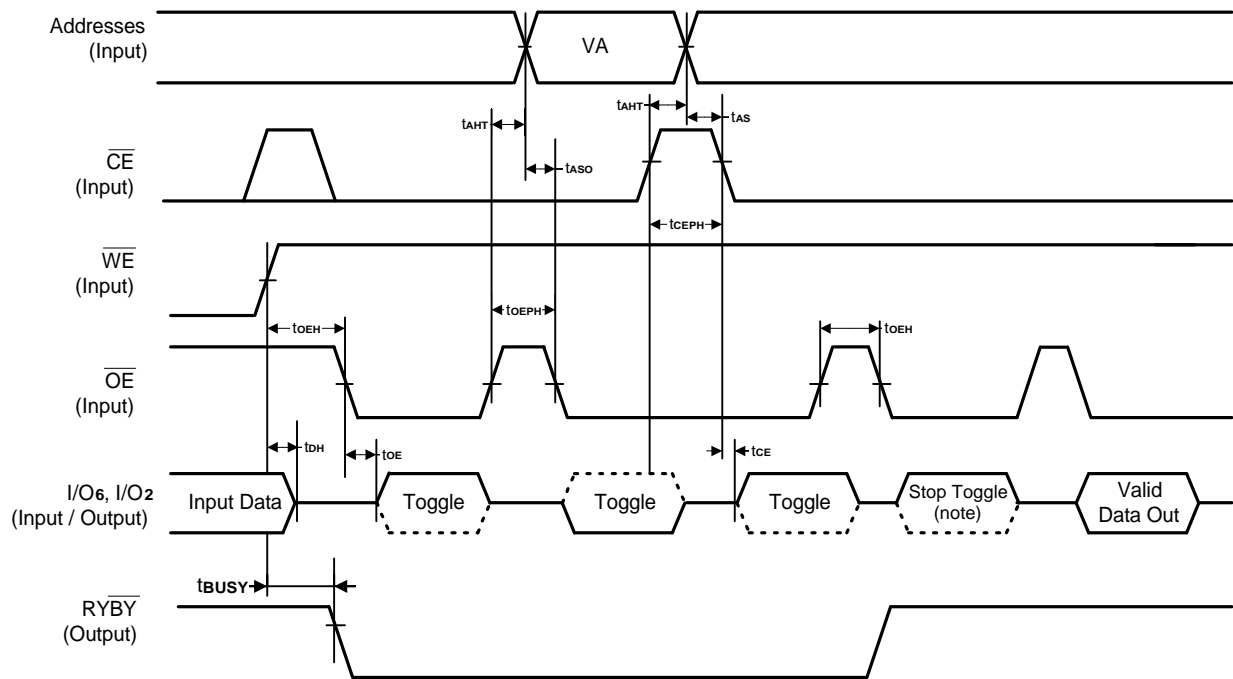 Addresses
(Input)
VA
tAHT
tAHT
tAS
tASO
CE
(Input)
tCEPH
WE
(Input)
tOEPH
tOEH
tOEH
OE
(Input)
tDH
tOE
tCE
I/O6, I/O2
(Input / Output)
Input Data
Toggle
Toggle
Toggle
Stop Toggle
(note)
Valid
Data Out
tBUSY
RYBY
(Output)